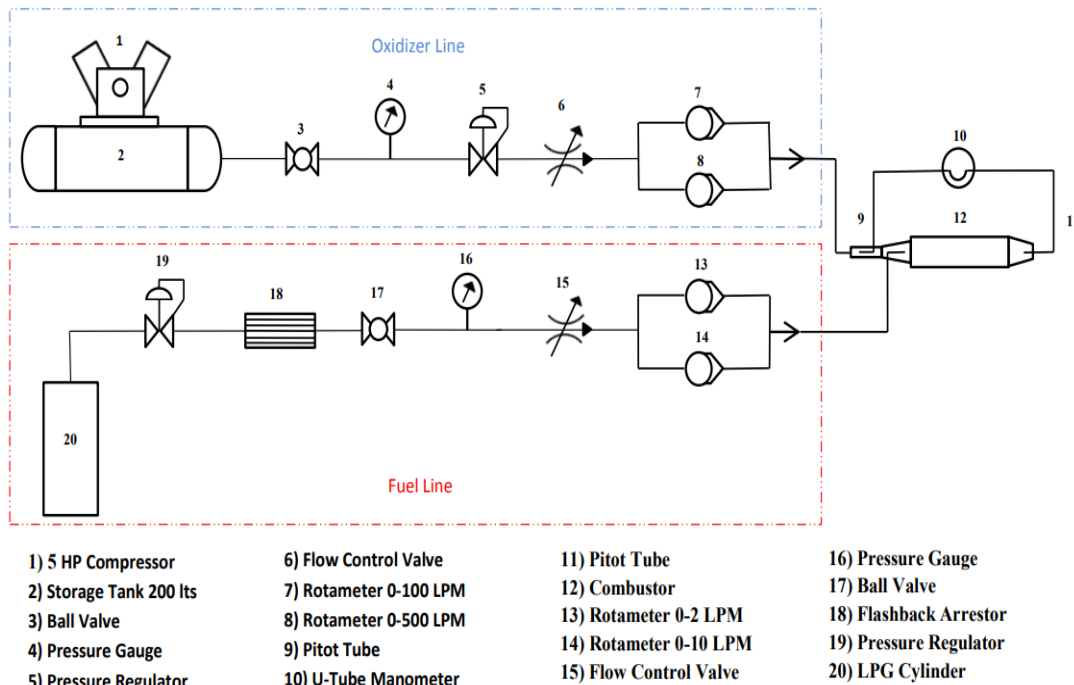 Oxidizer Line
1
2
3
4
5
6
7
8
9
10
12
1
Fuel Line
19
18
17
16
15
13
14
20
1) 5 HP Compressor
2) Storage Tank 200 lts
3) Ball Valve
4) Pressure Gauge
5) Pressure Regulator
6) Flow Control Valve
7) Rotameter 0-100 LPM
8) Rotameter 0-500 LPM
9) Pitot Tube
10) U-Tube Manometer
11) Pitot Tube
12) Combustor
13) Rotameter 0-2 LPM
14) Rotameter 0-10 LPM
15) Flow Control Valve
16) Pressure Gauge
17) Ball Valve
18) Flashback Arrestor
19) Pressure Regulator
20) LPG Cylinder